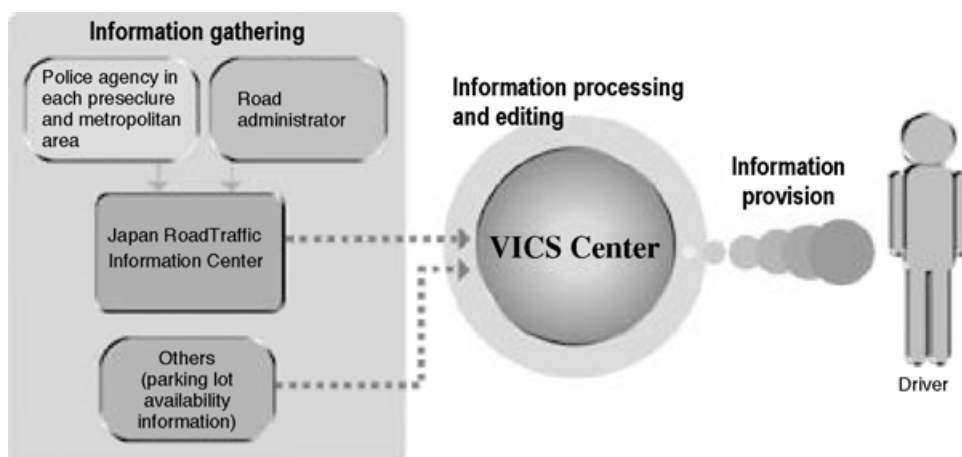 Information gathering
Police agency in
each preseclure
and metropolitan
area
Road
administrator
Japan RoadTraffic
Information Center
Others
(parking lot
availability
information)
Information processing
and editing
VICS Center
Information
provision
Driver